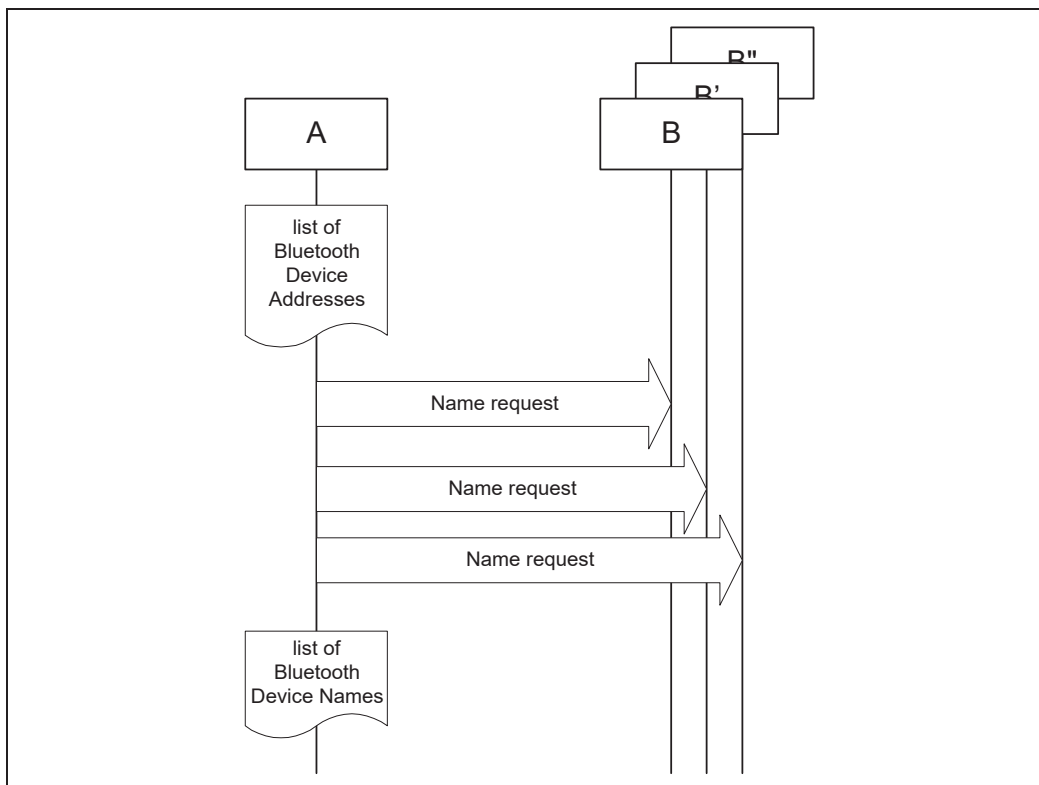 B"
B'
A
B
list of
Bluetooth
Device
Addresses
Name request
Name request
Name request
list of
Bluetooth
Device Names